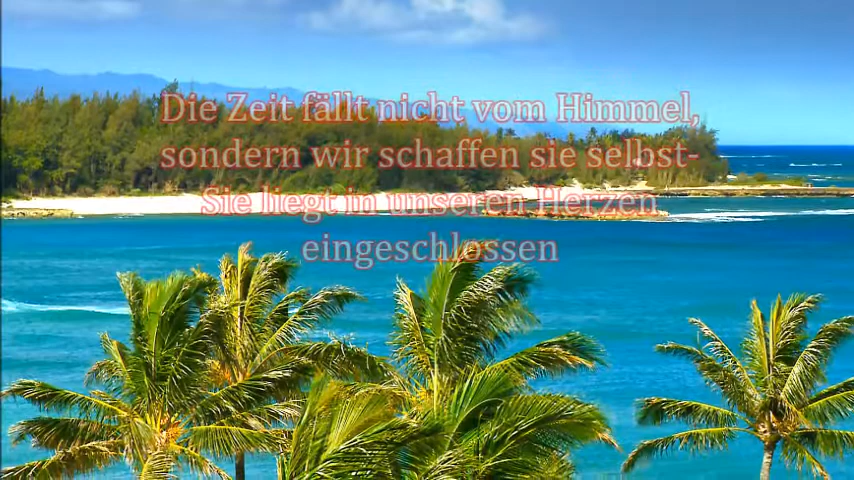 Die Zeit fällt nicht vom Himmel,
sondern wir schaffen sie selbst-
Sie liegt in unseren Herzen
eingeschlossen